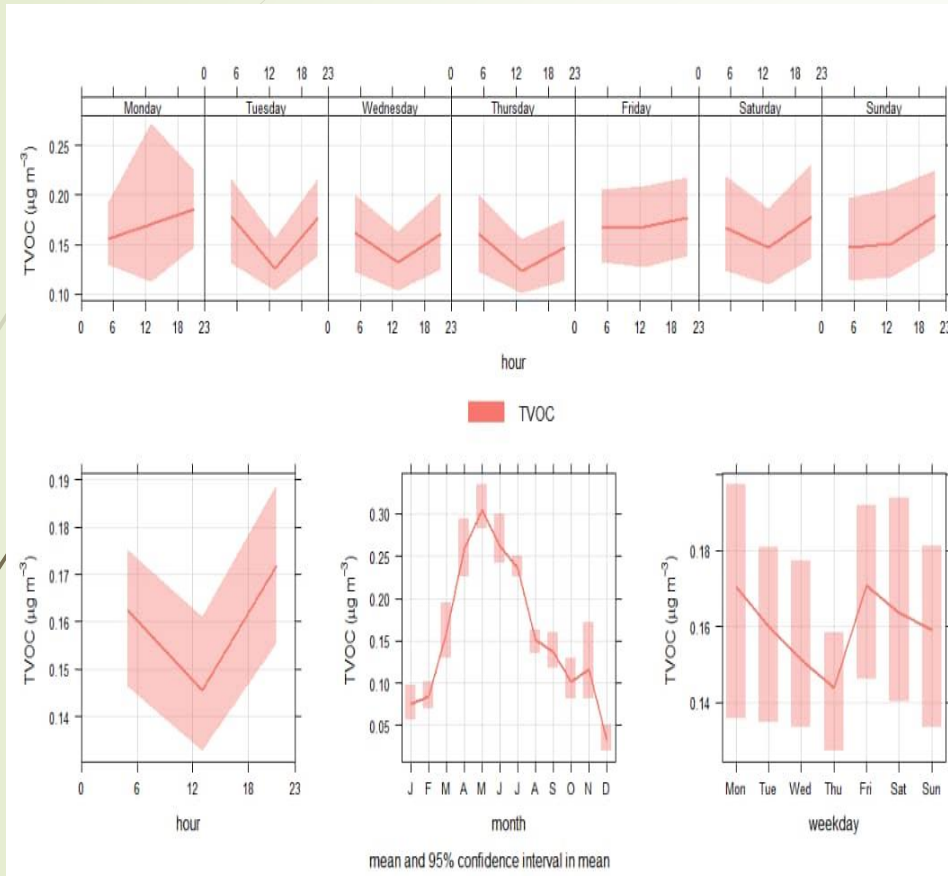 0 6 12 18 23 0 6 12 18 23 0 6 12 18 23
Monday Tuesday Wednesday Thursday Friday Saturday Sunday
TVOC (μg m⁻³)
0.25
0.20
0.15
0.10
0 6 12 18 23 0 6 12 18 23 0 6 12 18 23 0 6 12 18 23
hour
TVOC
TVOC (μg m⁻³)
0.19
0.18
0.17
0.16
0.15
0.14
0 6 12 18 23
hour
TVOC (μg m⁻³)
0.30
0.25
0.20
0.15
0.10
0.05
J F M A M J J A S O N D
month
TVOC (μg m⁻³)
0.18
0.16
0.14
Mon Tue Wed Thu Fri Sat Sun
weekday
mean and 95% confidence interval in mean